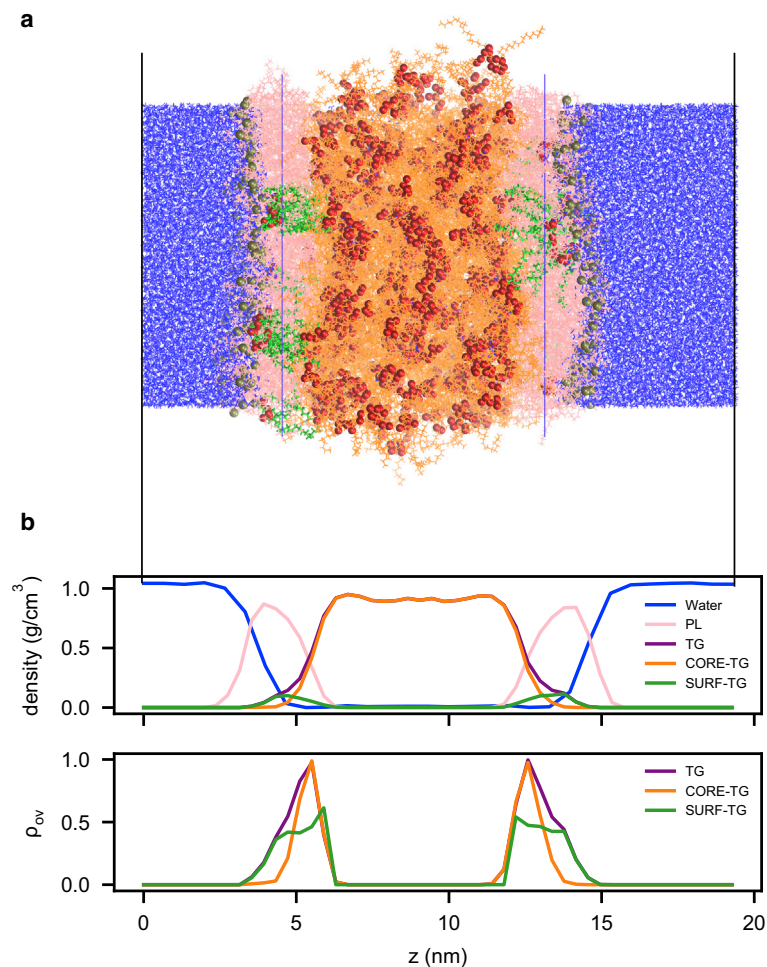 a
b
density (g/cm³)
1.0
0.5
0.0
Water
PL
TG
CORE-TG
SURF-TG
ρov
1.0
0.5
0.0
TG
CORE-TG
SURF-TG
0 5 10 15 20
z (nm)